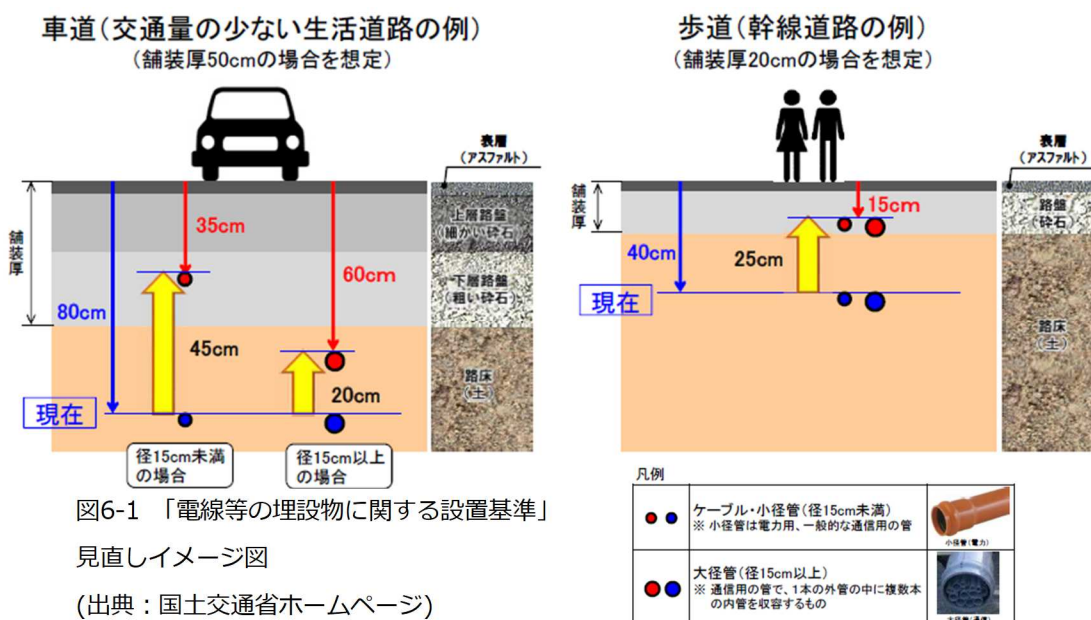 車道(交通量の少ない生活道路の例)
(舗装厚50cmの場合を想定)
表層
(アスファルト)
舗装厚
35cm
60cm
80cm
45cm
20cm
現在
上層路盤
(細かい砕石)
下層路盤
(粗い砕石)
路床
(土)
径15cm未満
の場合
径15cm以上
の場合
歩道(幹線道路の例)
(舗装厚20cmの場合を想定)
表層
(アスファルト)
舗装厚
15cm
40cm
25cm
現在
路盤
(砕石)
路床
(土)
図6-1 「電線等の埋設物に関する設置基準」
見直しイメージ図
(出典:国土交通省ホームページ)
凡例
ケーブル・小径管(径15cm未満)
※ 小径管は電力用、一般的な通信用の管
小径管(電力)
大径管(径15cm以上)
※ 通信用の管で、1本の外管の中に複数本
の内管を収容するもの
大径管(通信)